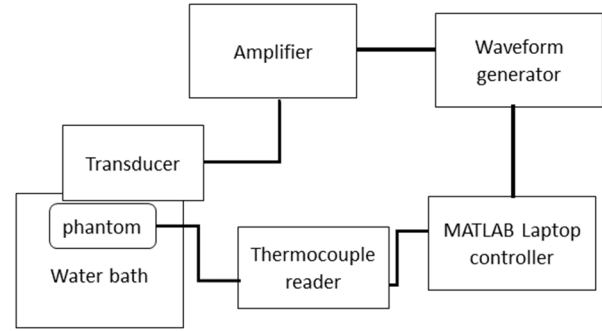 Amplifier
Waveform
generator
Transducer
phantom
Water bath
Thermocouple
reader
MATLAB Laptop
controller